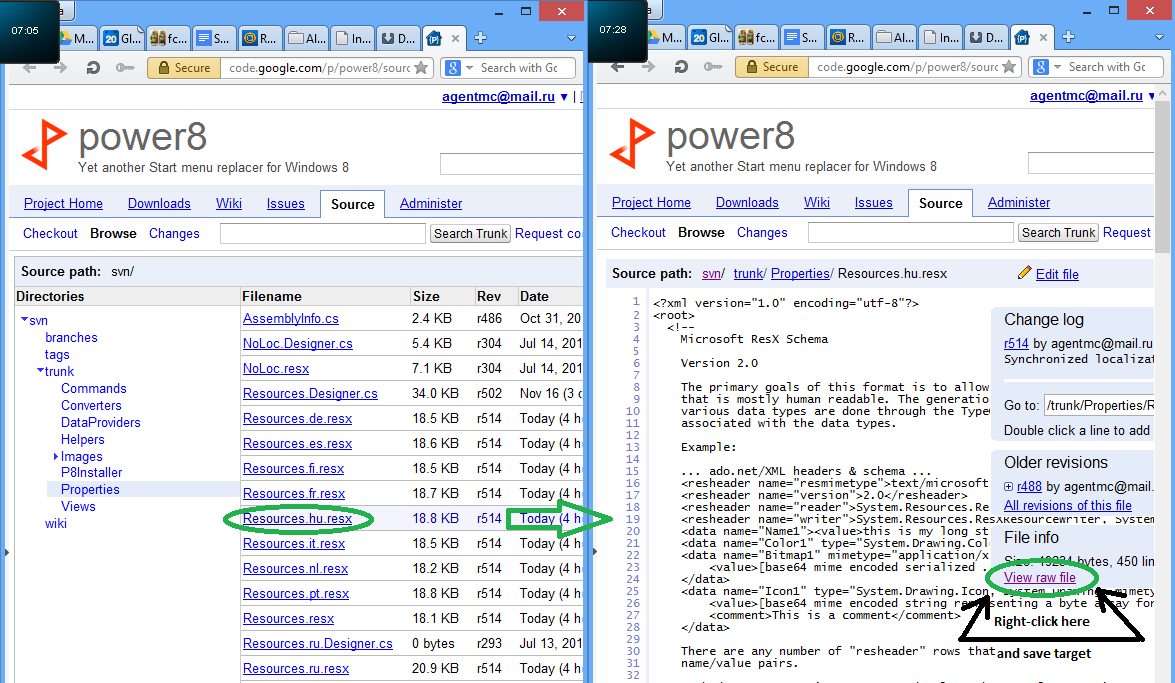 07:05
a
M...
20 Gl...
fc...
S...
R...
Al...
In...
D...
Secure
code.google.com/p/power8/sourc
8
Search with Gc
agentmc@mail.ru ▼ |
power8
Yet another Start menu replacer for Windows 8
Project Home Downloads Wiki Issues Source Administer
Checkout Browse Changes Search Trunk Request co
Source path: svn/
Directories Filename Size Rev Date
svn
branches
tags
trunk
Commands
Converters
DataProviders
Helpers
Images
P8Installer
Properties
Views
wiki
AssemblyInfo.cs 2.4 KB r486 Oct 31, 20
NoLoc.Designer.cs 5.4 KB r304 Jul 14, 201
NoLoc.resx 7.1 KB r304 Jul 14, 201
Resources.Designer.cs 34.0 KB r502 Nov 16 (3 d
Resources.de.resx 18.5 KB r514 Today (4 h
Resources.es.resx 18.6 KB r514 Today (4 h
Resources.fi.resx 18.5 KB r514 Today (4 h
Resources.fr.resx 18.7 KB r514 Today (4 h
Resources.hu.resx 18.8 KB r514 Today (4 h
Resources.it.resx 18.5 KB r514 Today (4 h
Resources.nl.resx 18.2 KB r514 Today (4 h
Resources.pt.resx 18.8 KB r514 Today (4 h
Resources.resx 18.1 KB r514 Today (4 h
Resources.ru.Designer.cs 0 bytes r293 Jul 13, 201
Resources.ru.resx 20.9 KB r514 Today (4 h
07:28
a
M...
20 Gl...
fc...
S...
R...
Al...
In...
D...
Secure
code.google.com/p/power8/sourc
8
Search with Gc
agentmc@mail.ru ▼
power8
Yet another Start menu replacer for Windows 8
Project Home Downloads Wiki Issues Source Administer
Checkout Browse Changes Search Trunk Request
Source path: svn/ trunk/ Properties/ Resources.hu.resx Edit file
1 <?xml version="1.0" encoding="utf-8"?>
2 <root>
3 <!--
4 Microsoft ResX Schema
5
6 Version 2.0
7
8 The primary goals of this format is to allow
9 that is mostly human readable. The generation
10 various data types are done through the Type
11 associated with the data types.
12
13 Example:
14
15 ... ado.net/XML headers & schema ...
16 <resheader name="resmimetype">text/microsoft
17 <resheader name="version">2.0</resheader>
18 <resheader name="reader">System.Resources.Re
19 <resheader name="writer">System.Resources.ResXResourceWriter, System
20 <data name="Name1"><value>this is my long st
21 <data name="Color1" type="System.Drawing.Col
22 <data name="Bitmap1" mimetype="application/x
23 <value>[base64 mime encoded serialized .
24 </data>
25 <data name="Icon1" type="System.Drawing.Icon, System.Drawing" mimety
26 <value>[base64 mime encoded string representing a byte array for
27 <comment>This is a comment</comment>
28 </data>
29
30 There are any number of "resheader" rows that
31 name/value pairs.
32
Change log
r514 by agentmc@mail.ru
Synchronized localizat
Go to: /trunk/Properties/R
Double click a line to add
Older revisions
r488 by agentmc@mail.
All revisions of this file
File info
Size: 19234 bytes, 450 lin
View raw file
Right-click here
and save target